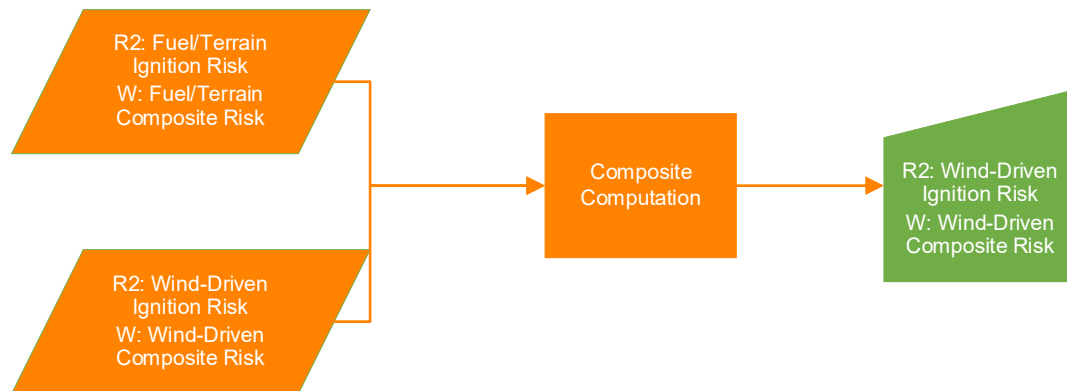 R2: Fuel/Terrain
Ignition Risk
W: Fuel/Terrain
Composite Risk
R2: Wind-Driven
Ignition Risk
W: Wind-Driven
Composite Risk
Composite
Computation
R2: Wind-Driven
Ignition Risk
W: Wind-Driven
Composite Risk